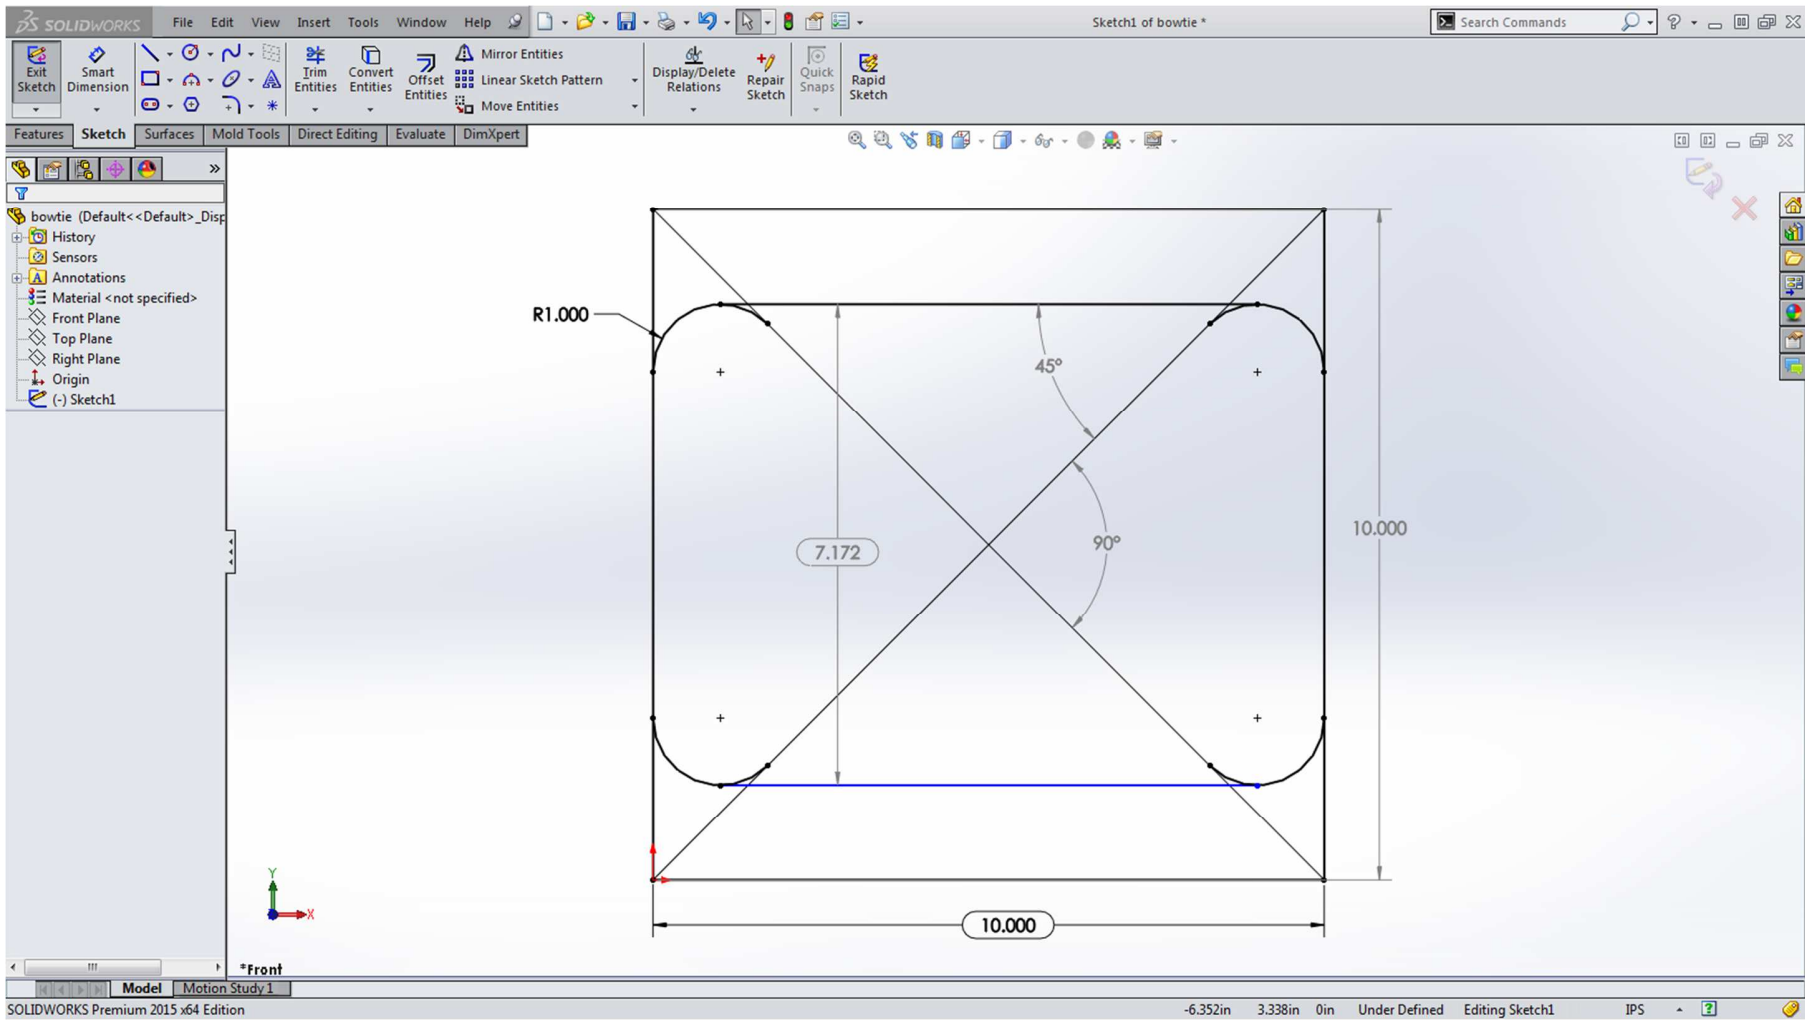 SOLIDWORKS File Edit View Insert Tools Window Help Sketch1 of bowtie * Search Commands ?
Exit Sketch
Smart Dimension
Trim Entities
Convert Entities
Offset Entities
Mirror Entities
Linear Sketch Pattern
Move Entities
Display/Delete Relations
Repair Sketch
Quick Snaps
Rapid Sketch
Features Sketch Surfaces Mold Tools Direct Editing Evaluate DimXpert
bowtie (Default<<Default>_Disp
History
Sensors
Annotations
Material <not specified>
Front Plane
Top Plane
Right Plane
Origin
(-) Sketch1
R1.000
45°
10.000
90°
7.172
10.000
Y
X
*Front
Model Motion Study 1
SOLIDWORKS Premium 2015 x64 Edition -6.352in 3.338in 0in Under Defined Editing Sketch1 IPS ?